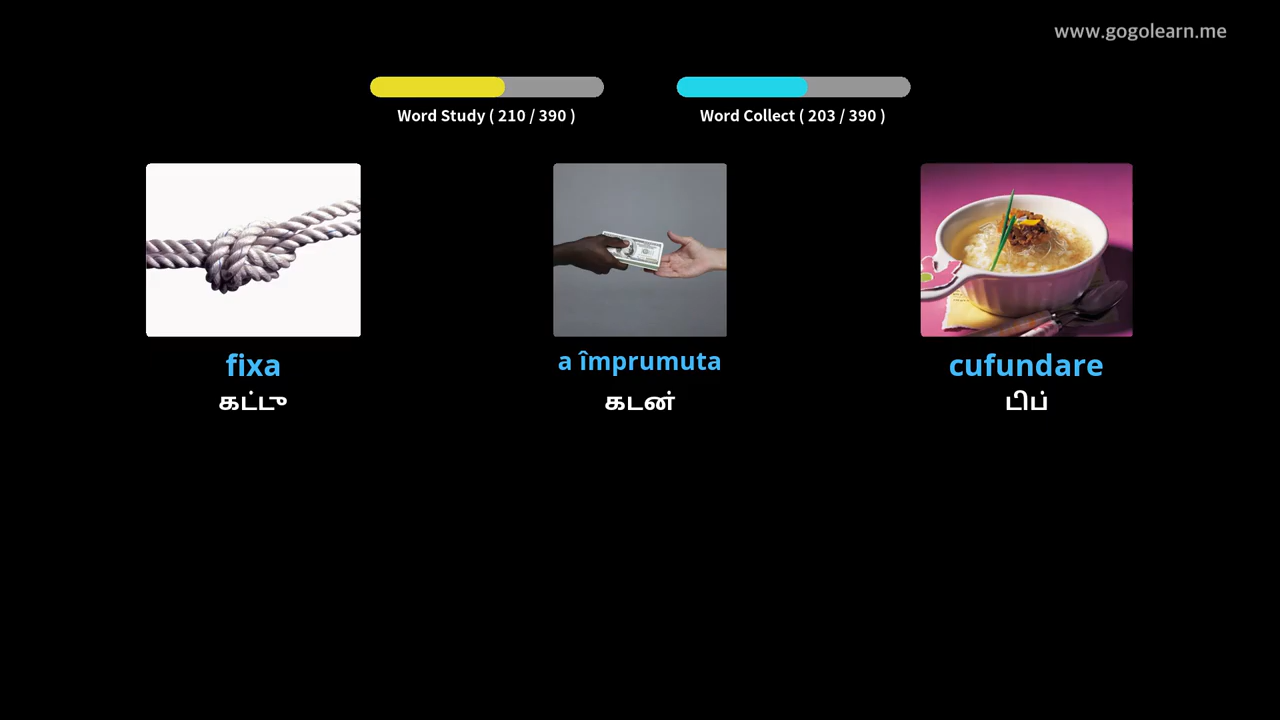 www.gogolearn.me
Word Study ( 210 / 390 )
Word Collect ( 203 / 390 )
fixa
a împrumuta
cufundare
கட்டு
கடன்
பிப்